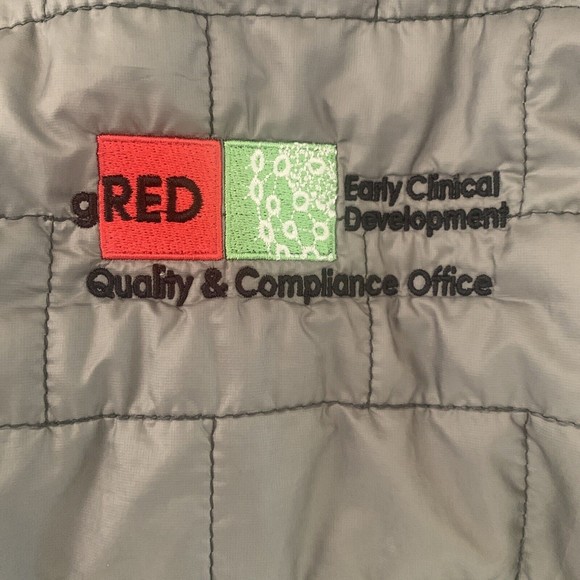 gRED
Early Clinical
Development
Quality & Compliance Office